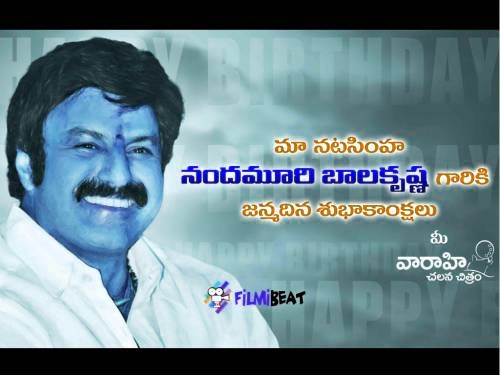 HAPPY BIRTHDAY
మా నటసింహ
నందమూరి బాలకృష్ణ గారికి
జన్మదిన శుభాకాంక్షలు
HAPPY BIRTHDAY
మీ
వారాహి
చలన చిత్రం
FiLMiBEAT
HAPPY